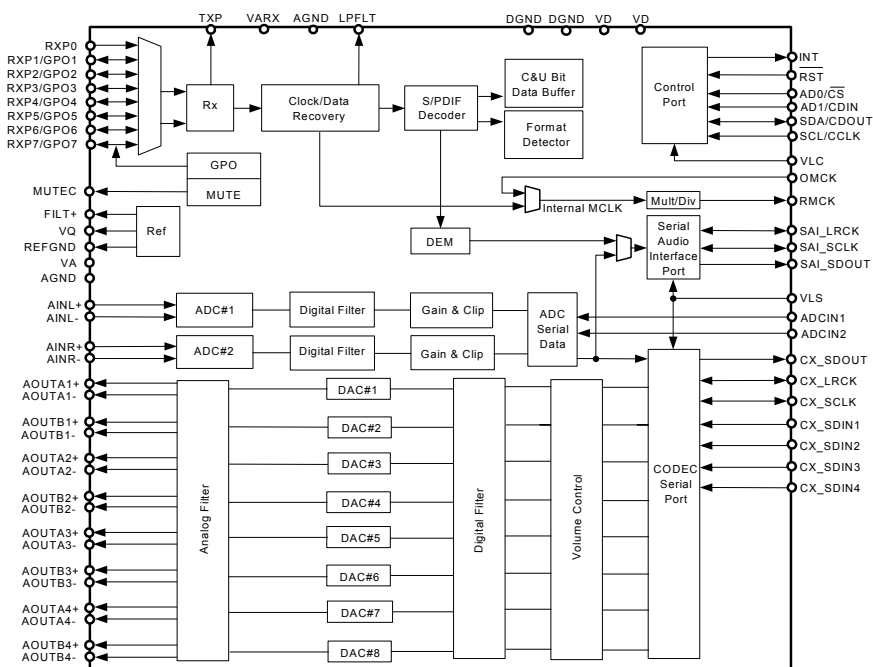 TXP VARX AGND LPFLT DGND DGND VD VD
RXP0
RXP1/GPO1
RXP2/GPO2
RXP3/GPO3
RXP4/GPO4
RXP5/GPO5
RXP6/GPO6
RXP7/GPO7
MUTEC
FILT+
VQ
REFGND
VA
AGND
AINL+
AINL-
AINR+
AINR-
AOUTA1+
AOUTA1-
AOUTB1+
AOUTB1-
AOUTA2+
AOUTA2-
AOUTB2+
AOUTB2-
AOUTA3+
AOUTA3-
AOUTB3+
AOUTB3-
AOUTA4+
AOUTA4-
AOUTB4+
AOUTB4-
Rx
Clock/Data
Recovery
S/PDIF
Decoder
C&U Bit
Data Buffer
Format
Detector
Control
Port
GPO
MUTE
Ref
Internal MCLK
Mult/Div
DEM
Serial
Audio
Interface
Port
ADC#1
Digital Filter
Gain & Clip
ADC
Serial
Data
ADC#2
Digital Filter
Gain & Clip
Analog Filter
DAC#1
DAC#2
DAC#3
DAC#4
DAC#5
DAC#6
DAC#7
DAC#8
Digital Filter
Volume Control
CODEC
Serial
Port
INT
RST
AD0/CS
AD1/CDIN
SDA/CDOUT
SCL/CCLK
VLC
OMCK
RMCK
SAI_LRCK
SAI_SCLK
SAI_SDOUT
VLS
ADCIN1
ADCIN2
CX_SDOUT
CX_LRCK
CX_SCLK
CX_SDIN1
CX_SDIN2
CX_SDIN3
CX_SDIN4